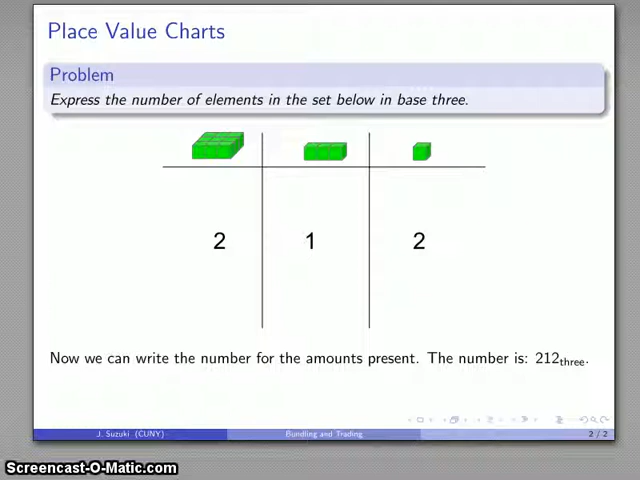 Place Value Charts
Problem
Express the number of elements in the set below in base three.
2 1 2
Now we can write the number for the amounts present. The number is: 212three.
J. Suzuki (CUNY) Bundling and Trading 2 / 2
Screencast-O-Matic.com